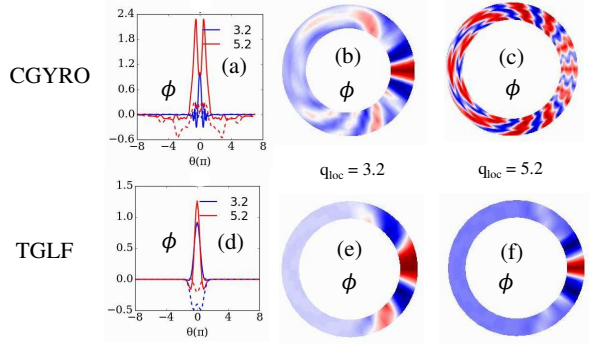 2.4
1.8
1.2
0.6
0.0
−0.6
−8 −4 0 4 8
θ(π)
3.2
5.2
(a)
ϕ
CGYRO
(b)
ϕ
(c)
ϕ
q_loc = 3.2
q_loc = 5.2
1.5
1.0
0.5
0.0
−0.5
−8 −4 0 4 8
θ(π)
3.2
5.2
ϕ
(d)
TGLF
(e)
ϕ
(f)
ϕ